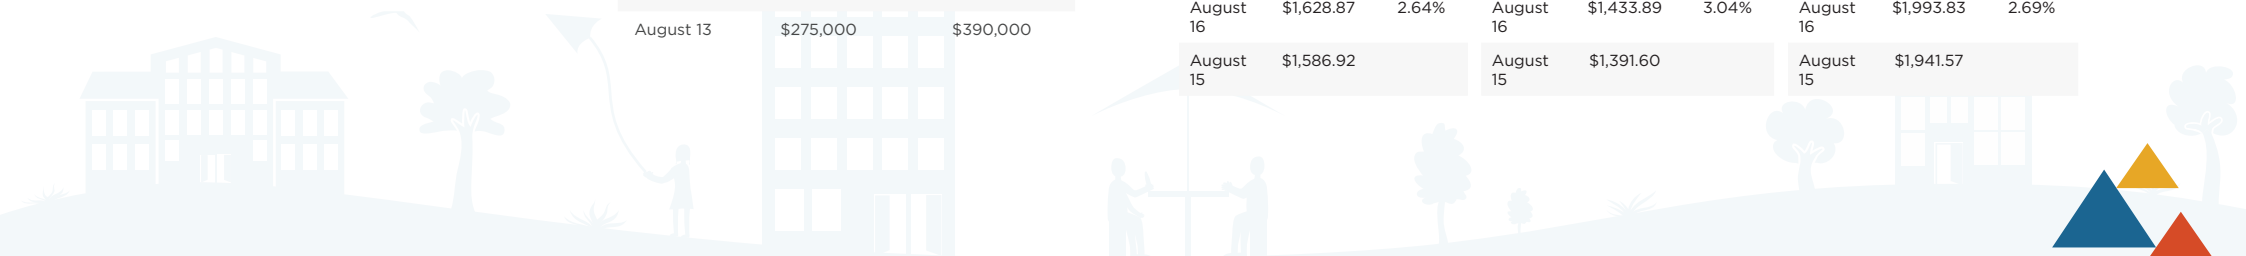 August 13 $275,000 $390,000
August $1,628.87 2.64% August $1,433.89 3.04% August $1,993.83 2.69%
16 16 16
August $1,586.92 August $1,391.60 August $1,941.57
15 15 15